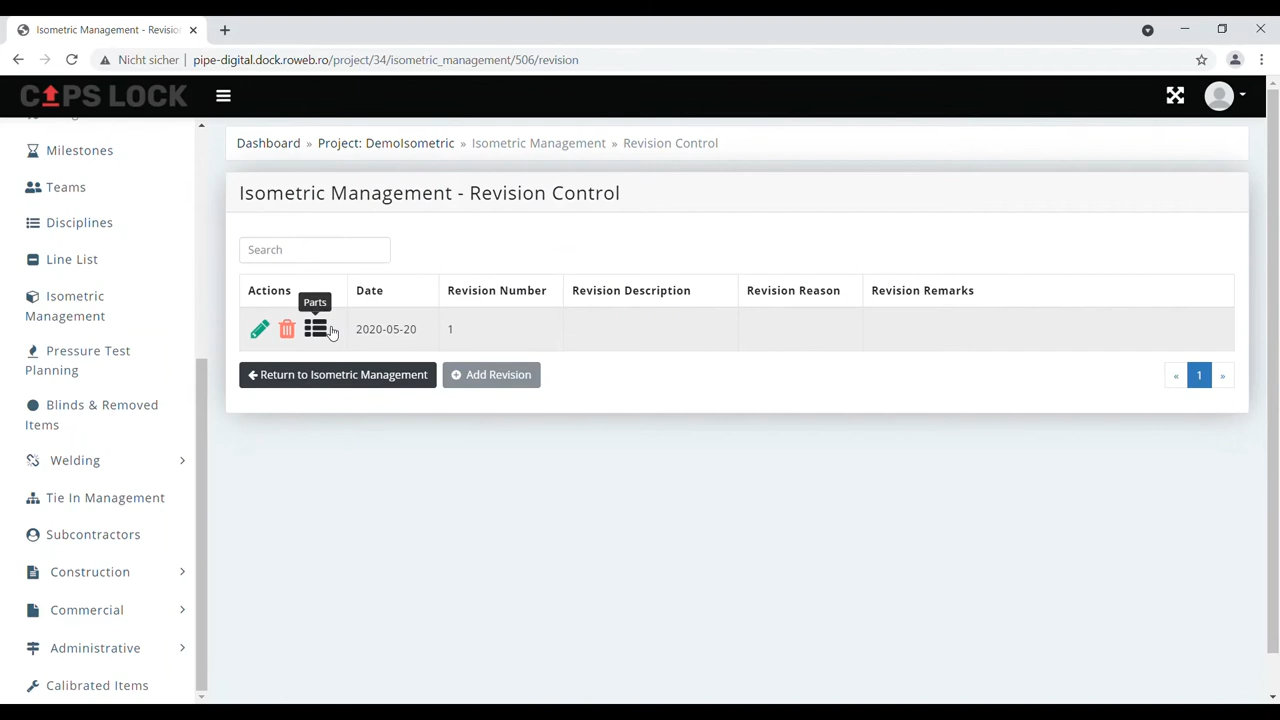 Isometric Management - Revisio
Nicht sicher | pipe-digital.dock.roweb.ro/project/34/isometric_management/506/revision
CAPS LOCK
Milestones
Teams
Disciplines
Line List
Isometric
Management
Pressure Test
Planning
Blinds & Removed
Items
Welding
Tie In Management
Subcontractors
Construction
Commercial
Administrative
Calibrated Items
Dashboard » Project: DemoIsometric » Isometric Management » Revision Control
Isometric Management - Revision Control
Search
Actions Date Revision Number Revision Description Revision Reason Revision Remarks
Parts
2020-05-20 1
Return to Isometric Management Add Revision
« 1 »